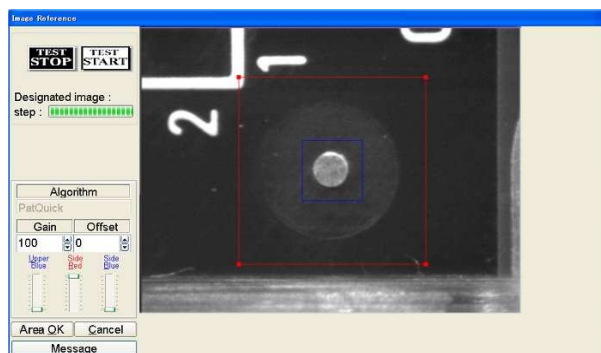 Image Reference
TEST STOP
TEST START
Designated image :
step :
Algorithm
PatQuick
Gain Offset
100 0
Upper Blue
Side Red
Side Blue
Area OK Cancel
Message
1
2